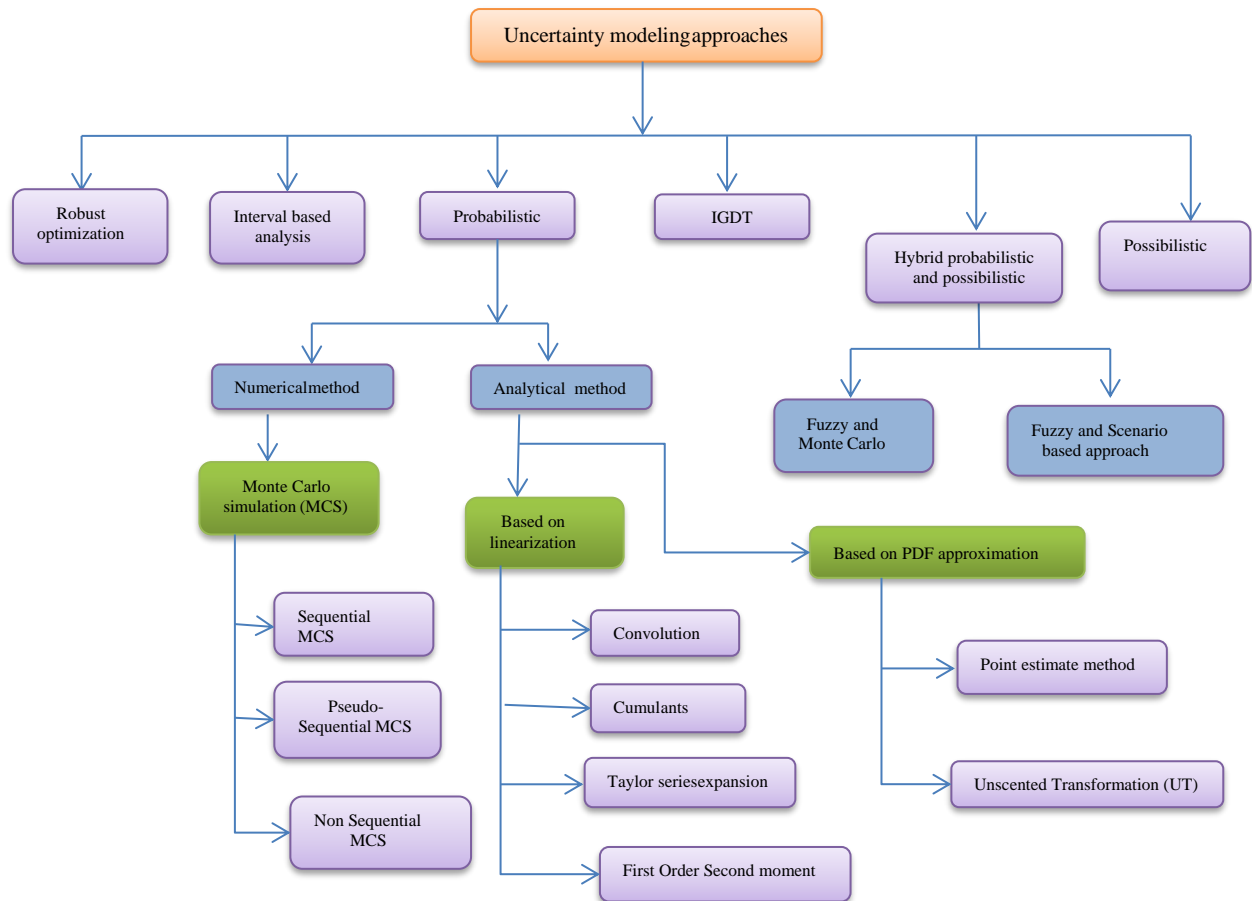 Uncertainty modelingapproaches
Robust
optimization
Interval based
analysis
Probabilistic
IGDT
Hybrid probabilistic
and possibilistic
Possibilistic
Numericalmethod
Analytical method
Fuzzy and
Monte Carlo
Fuzzy and Scenario
based approach
Monte Carlo
simulation (MCS)
Based on
linearization
Based on PDF approximation
Sequential
MCS
Pseudo-
Sequential MCS
Non Sequential
MCS
Convolution
Cumulants
Taylor seriesexpansion
First Order Second moment
Point estimate method
Unscented Transformation (UT)